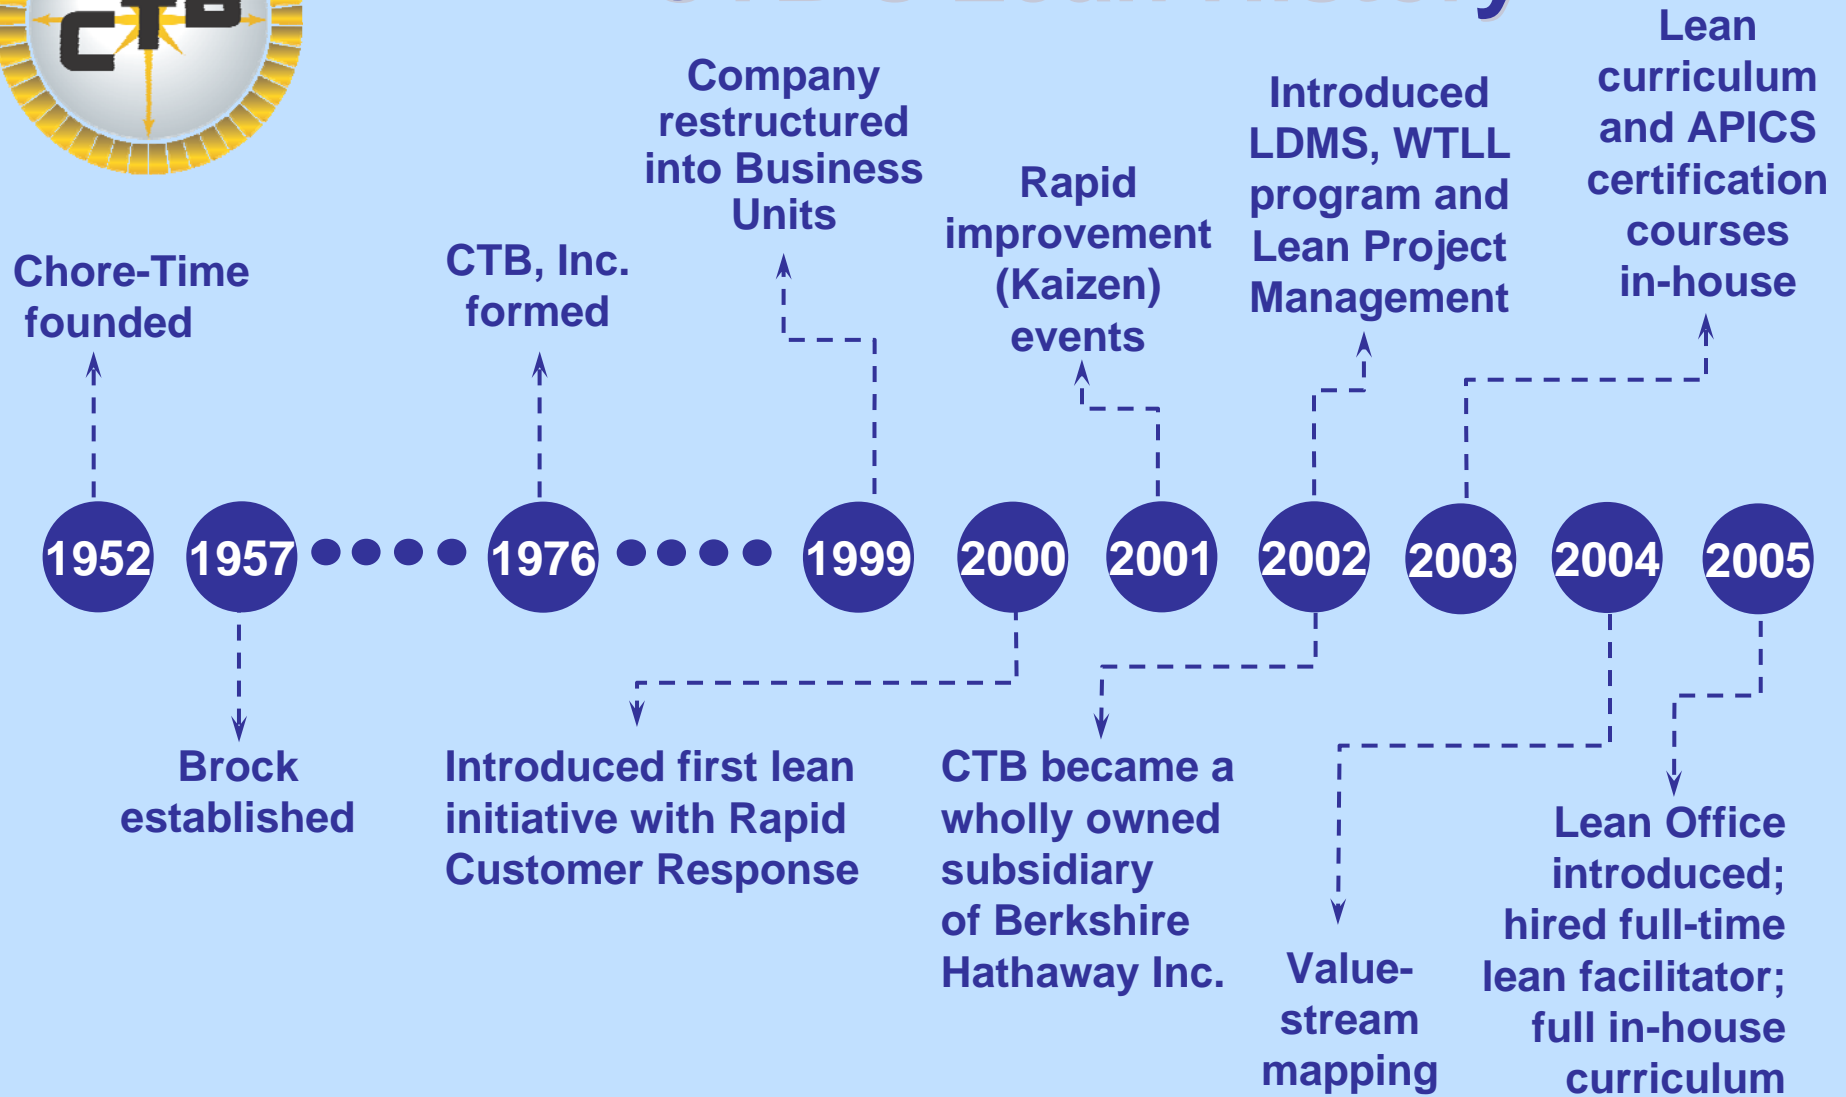 CTB
CTB's Lean History
Company
restructured
into Business
Units
Lean
curriculum
and APICS
certification
courses
in-house
Introduced
LDMS, WTLL
program and
Lean Project
Management
Rapid
improvement
(Kaizen)
events
CTB, Inc.
formed
Chore-Time
founded
1952
1957
1976
1999
2000
2001
2002
2003
2004
2005
Brock
established
Introduced first lean
initiative with Rapid
Customer Response
CTB became a
wholly owned
subsidiary
of Berkshire
Hathaway Inc.
Value-
stream
mapping
Lean Office
introduced;
hired full-time
lean facilitator;
full in-house
curriculum